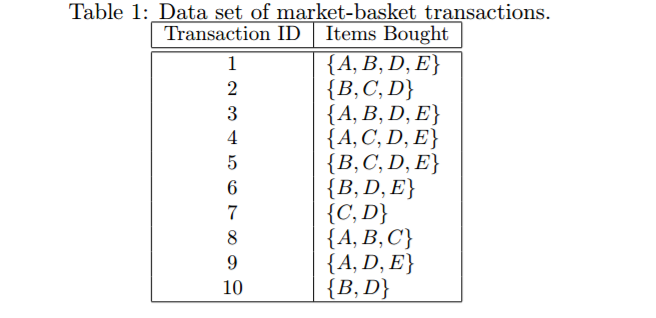 Table 1: Data set of market-basket transactions.
Transaction ID Items Bought
1 {A, B, D, E}
2 {B, C, D}
3 {A, B, D, E}
4 {A, C, D, E}
5 {B, C, D, E}
6 {B, D, E}
7 {C, D}
8 {A, B, C}
9 {A, D, E}
10 {B, D}